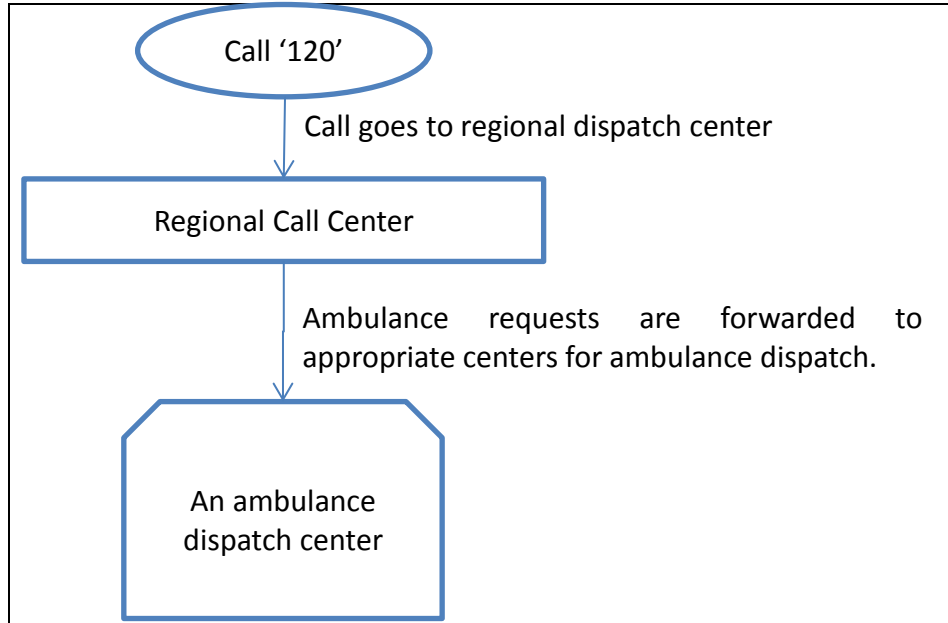 Call ‘120’
Call goes to regional dispatch center
Regional Call Center
Ambulance requests are forwarded to
appropriate centers for ambulance dispatch.
An ambulance
dispatch center